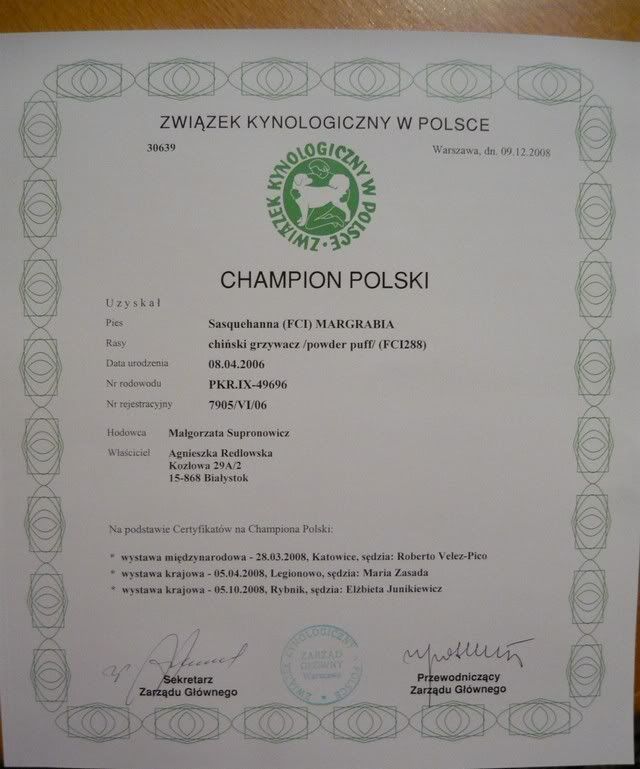 ZWIĄZEK KYNOLOGICZNY W POLSCE
30639
Warszawa, dn. 09.12.2008
ZWIĄZEK KYNOLOGICZNY W POLSCE
CHAMPION POLSKI
Uzyskał
Pies Sasquehanna (FCI) MARGRABIA
Rasy chiński grzywacz /powder puff/ (FCI288)
Data urodzenia 08.04.2006
Nr rodowodu PKR.IX-49696
Nr rejestracyjny 7905/VI/06
Hodowca Małgorzata Supronowicz
Właściciel Agnieszka Redlowska
Kozłowa 29A/2
15-868 Białystok
Na podstawie Certyfikatów na Championa Polski:
* wystawa międzynarodowa - 28.03.2008, Katowice, sędzia: Roberto Velez-Pico
* wystawa krajowa - 05.04.2008, Legionowo, sędzia: Maria Zasada
* wystawa krajowa - 05.10.2008, Rybnik, sędzia: Elżbieta Junikiewicz
ZWIĄZEK KYNOLOGICZNY W POLSCE
ZARZĄD
GŁÓWNY
Warszawa
Sekretarz
Zarządu Głównego
Przewodniczący
Zarządu Głównego